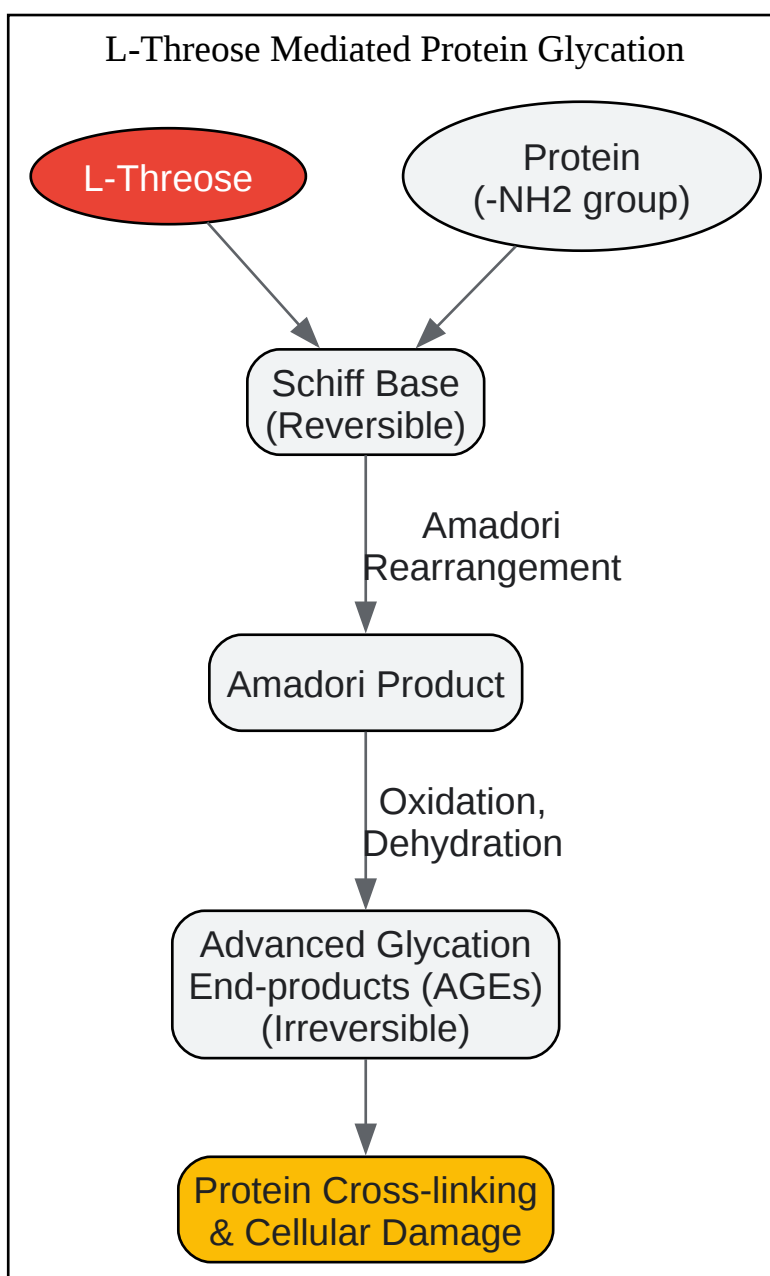 L-Threose Mediated Protein Glycation
L-Threose
Protein
(-NH2 group)
Schiff Base
(Reversible)
Amadori
Rearrangement
Amadori Product
Oxidation,
Dehydration
Advanced Glycation
End-products (AGEs)
(Irreversible)
Protein Cross-linking
& Cellular Damage